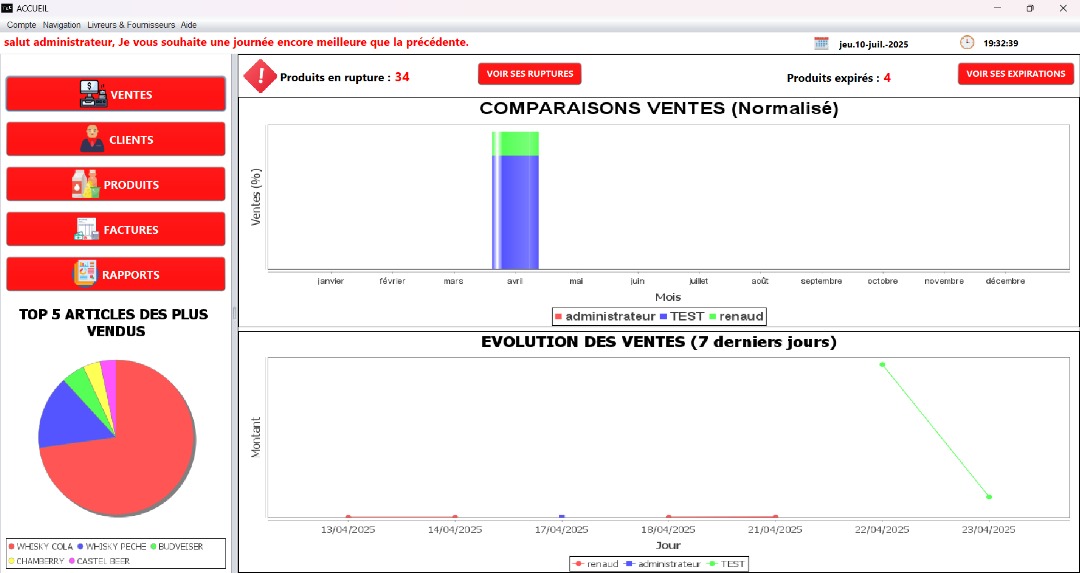 ACCUEIL
Compte Navigation Livreurs & Fournisseurs Aide
salut administrateur, Je vous souhaite une journée encore meilleure que la précédente.
jeu.10-juil.-2025
19:32:39
VENTES
CLIENTS
PRODUITS
FACTURES
RAPPORTS
TOP 5 ARTICLES DES PLUS
VENDUS
WHISKY COLA WHISKY PECHE BUDVEISER
CHAMBERRY CASTEL BEER
Produits en rupture : 34
VOIR SES RUPTURES
Produits expirés : 4
VOIR SES EXPIRATIONS
COMPARAISONS VENTES (Normalisé)
Ventes (%)
janvier février mars avril mai juin juillet août septembre octobre novembre décembre
Mois
administrateur TEST renaud
EVOLUTION DES VENTES (7 derniers jours)
Montant
13/04/2025 14/04/2025 17/04/2025 18/04/2025 21/04/2025 22/04/2025 23/04/2025
Jour
renaud administrateur TEST